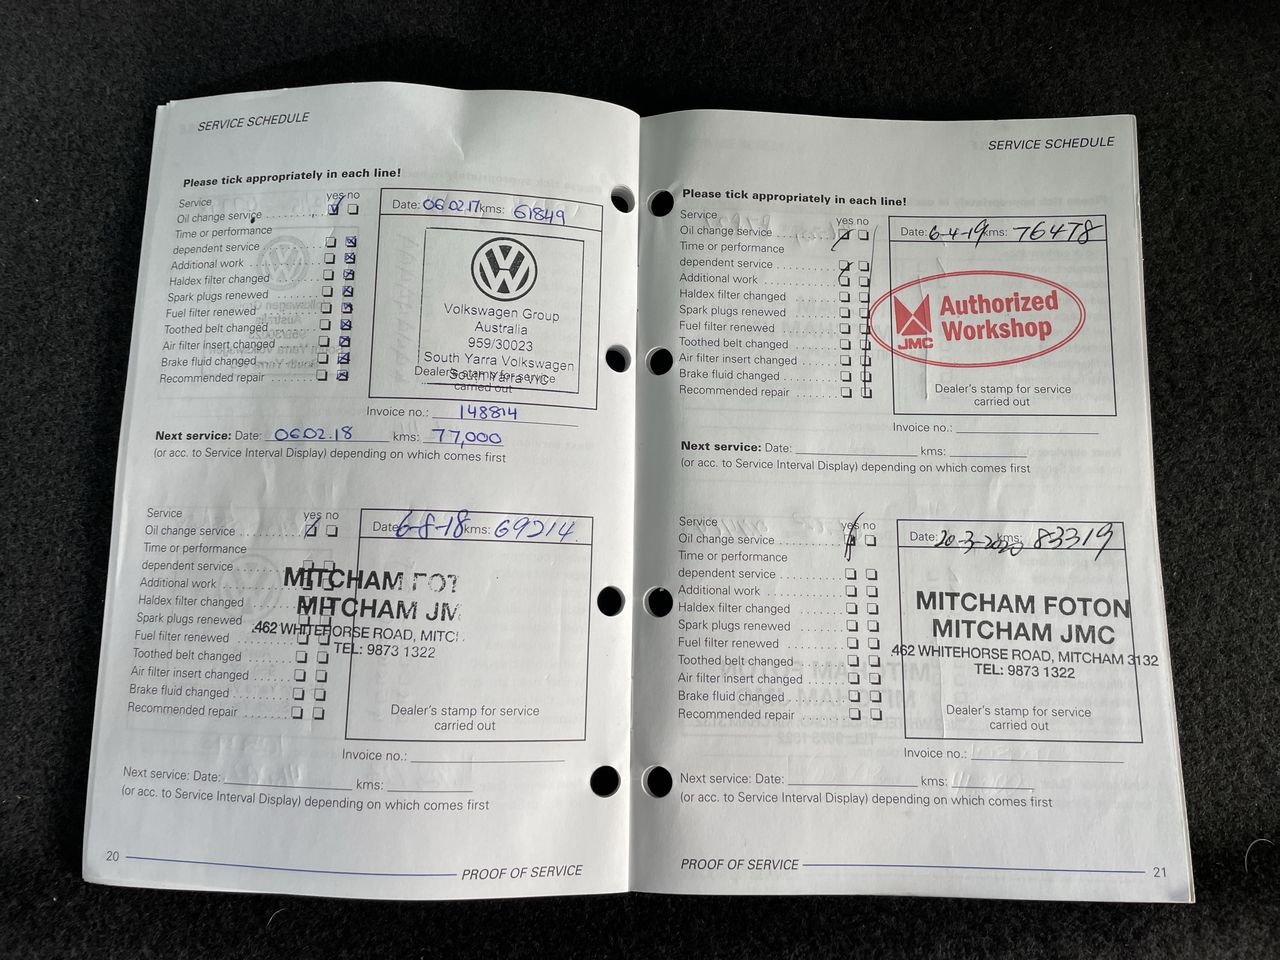 SERVICE SCHEDULE
Please tick appropriately in each line!
Service yes no
Oil change service
Time or performance
dependent service
Additional work
Haldex filter changed
Spark plugs renewed
Fuel filter renewed
Toothed belt changed
Air filter insert changed
Brake fluid changed
Recommended repair
Date: 06.02.17 kms: 61849
Volkswagen Group
Australia
959/30023
South Yarra Volkswagen
South Yarra VIC
Dealer's stamp for service
carried out
Invoice no.: 148814
Next service: Date: 06.02.18 kms: 77,000
(or acc. to Service Interval Display) depending on which comes first
Service yes no
Oil change service
Time or performance
dependent service
Additional work
Haldex filter changed
Spark plugs renewed
Fuel filter renewed
Toothed belt changed
Air filter insert changed
Brake fluid changed
Recommended repair
Date: 6-8-18 kms: 69214
MITCHAM FOT
MITCHAM JM
462 WHITEHORSE ROAD, MITC
TEL: 9873 1322
Dealer's stamp for service
carried out
Invoice no.:
Next service: Date: kms:
(or acc. to Service Interval Display) depending on which comes first
20
PROOF OF SERVICE
SERVICE SCHEDULE
Please tick appropriately in each line!
Service yes no
Oil change service
Time or performance
dependent service
Additional work
Haldex filter changed
Spark plugs renewed
Fuel filter renewed
Toothed belt changed
Air filter insert changed
Brake fluid changed
Recommended repair
Date: 6-4-19 kms: 76478
JMC Authorized
Workshop
Dealer's stamp for service
carried out
Invoice no.:
Next service: Date: kms:
(or acc. to Service Interval Display) depending on which comes first
Service yes no
Oil change service
Time or performance
dependent service
Additional work
Haldex filter changed
Spark plugs renewed
Fuel filter renewed
Toothed belt changed
Air filter insert changed
Brake fluid changed
Recommended repair
Date: 20-3-2020 kms: 83319
MITCHAM FOTON
MITCHAM JMC
462 WHITEHORSE ROAD, MITCHAM 3132
TEL: 9873 1322
Dealer's stamp for service
carried out
Invoice no.:
Next service: Date: kms:
(or acc. to Service Interval Display) depending on which comes first
PROOF OF SERVICE
21